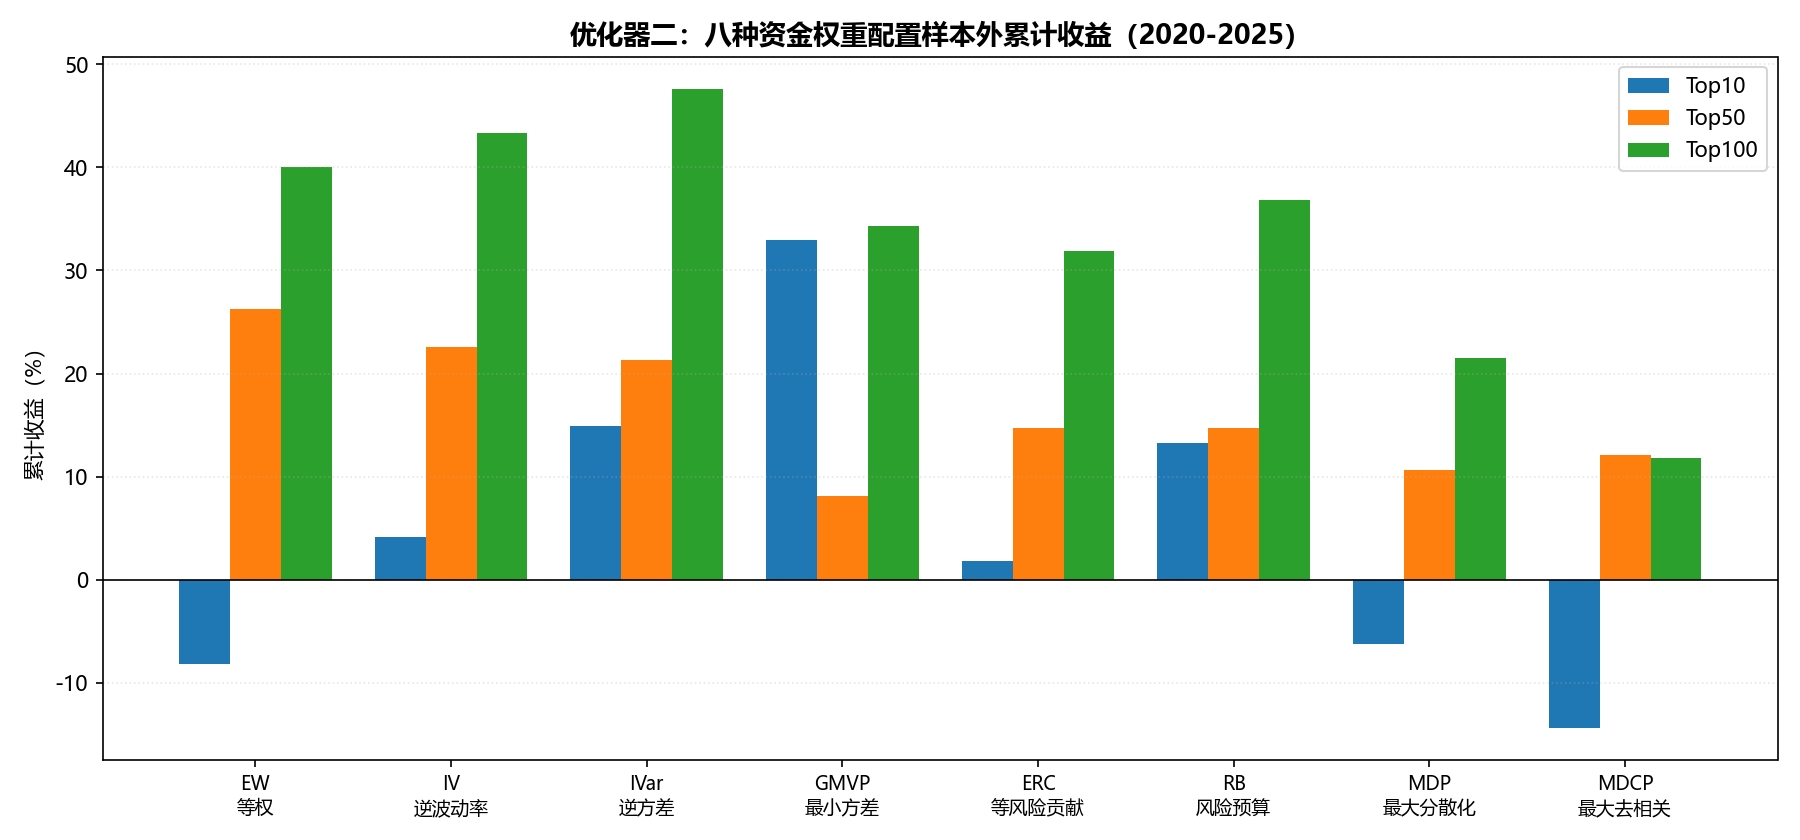 优化器二：八种资金权重配置样本外累计收益（2020-2025）
Top10
Top50
Top100
累计收益（%）
50
40
30
20
10
0
-10
EW
等权
IV
逆波动率
IVar
逆方差
GMVP
最小方差
ERC
等风险贡献
RB
风险预算
MDP
最大分散化
MDCP
最大去相关